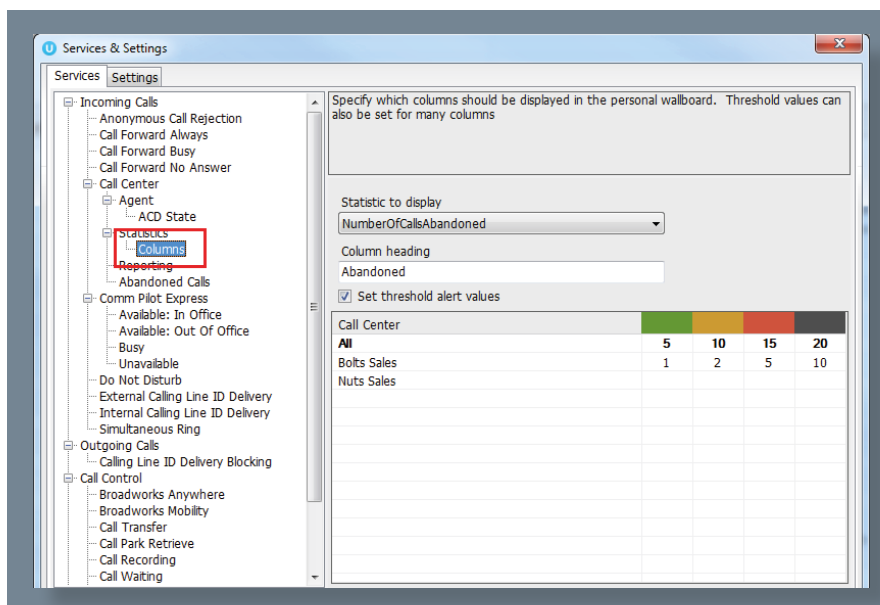 Services & Settings
Services Settings
Incoming Calls
Anonymous Call Rejection
Call Forward Always
Call Forward Busy
Call Forward No Answer
Call Center
Agent
ACD State
Statistics
Columns
Reporting
Abandoned Calls
Comm Pilot Express
Available: In Office
Available: Out Of Office
Busy
Unavailable
Do Not Disturb
External Calling Line ID Delivery
Internal Calling Line ID Delivery
Simultaneous Ring
Outgoing Calls
Calling Line ID Delivery Blocking
Call Control
Broadworks Anywhere
Broadworks Mobility
Call Transfer
Call Park Retrieve
Call Recording
Call Waiting
Specify which columns should be displayed in the personal wallboard. Threshold values can
also be set for many columns
Statistic to display
NumberOfCallsAbandoned
Column heading
Abandoned
Set threshold alert values
Call Center
All 5 10 15 20
Bolts Sales 1 2 5 10
Nuts Sales